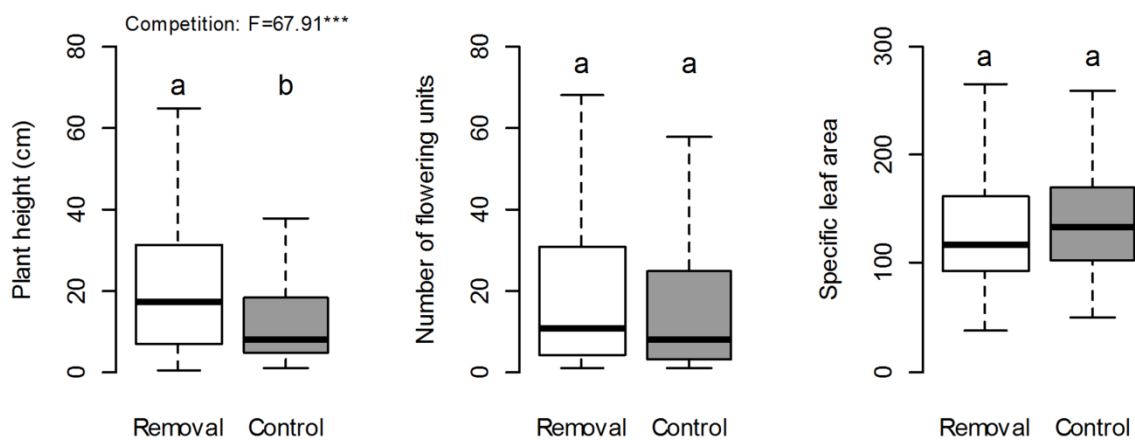 Competition: F=67.91***
Plant height (cm)
80
60
40
20
0
a
b
Removal
Control
Number of flowering units
80
60
40
20
0
a
a
Removal
Control
Specific leaf area
300
200
100
0
a
a
Removal
Control